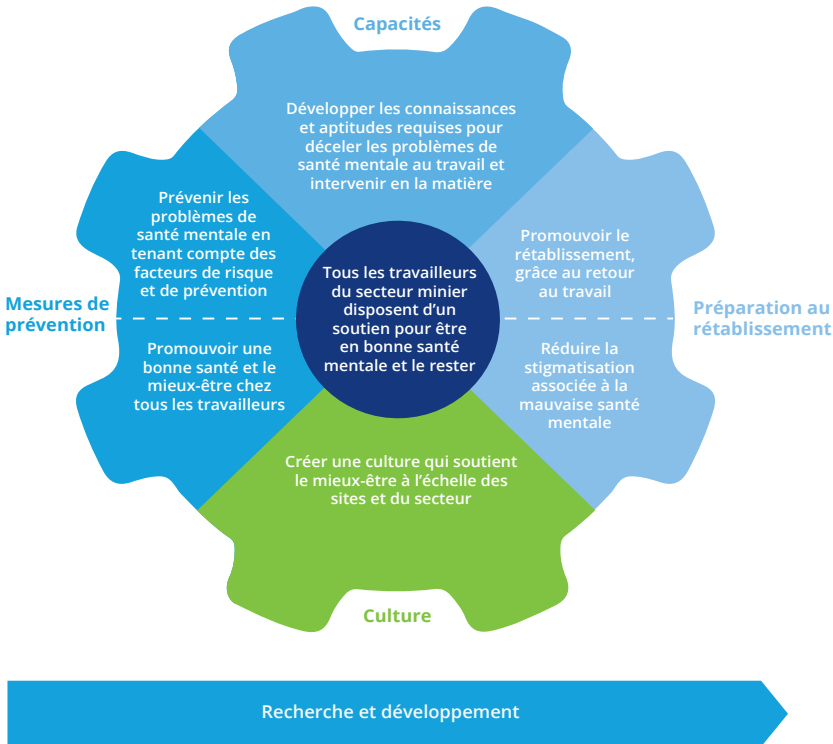 Capacités
Développer les connaissances
et aptitudes requises pour
déceler les problèmes de
santé mentale au travail et
intervenir en la matière
Mesures de
prévention
Prévenir les
problèmes de
santé mentale en
tenant compte des
facteurs de risque
et de prévention
Promouvoir une
bonne santé et le
mieux-être chez
tous les travailleurs
Tous les travailleurs
du secteur minier
disposent d’un
soutien pour être
en bonne santé
mentale et le rester
Promouvoir le
rétablissement,
grâce au retour
au travail
Réduire la
stigmatisation
associée à la
mauvaise santé
mentale
Préparation au
rétablissement
Créer une culture qui soutient
le mieux-être à l’échelle des
sites et du secteur
Culture
Recherche et développement